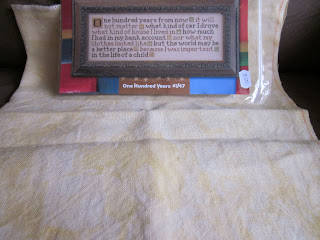 One hundred years from now it will
not matter what kind of car I drove
what kind of house I lived in how much
I had in my bank account nor what my
clothes looked like but the world may be
a better place because I was important
in the life of a child
One Hundred Years #1/47